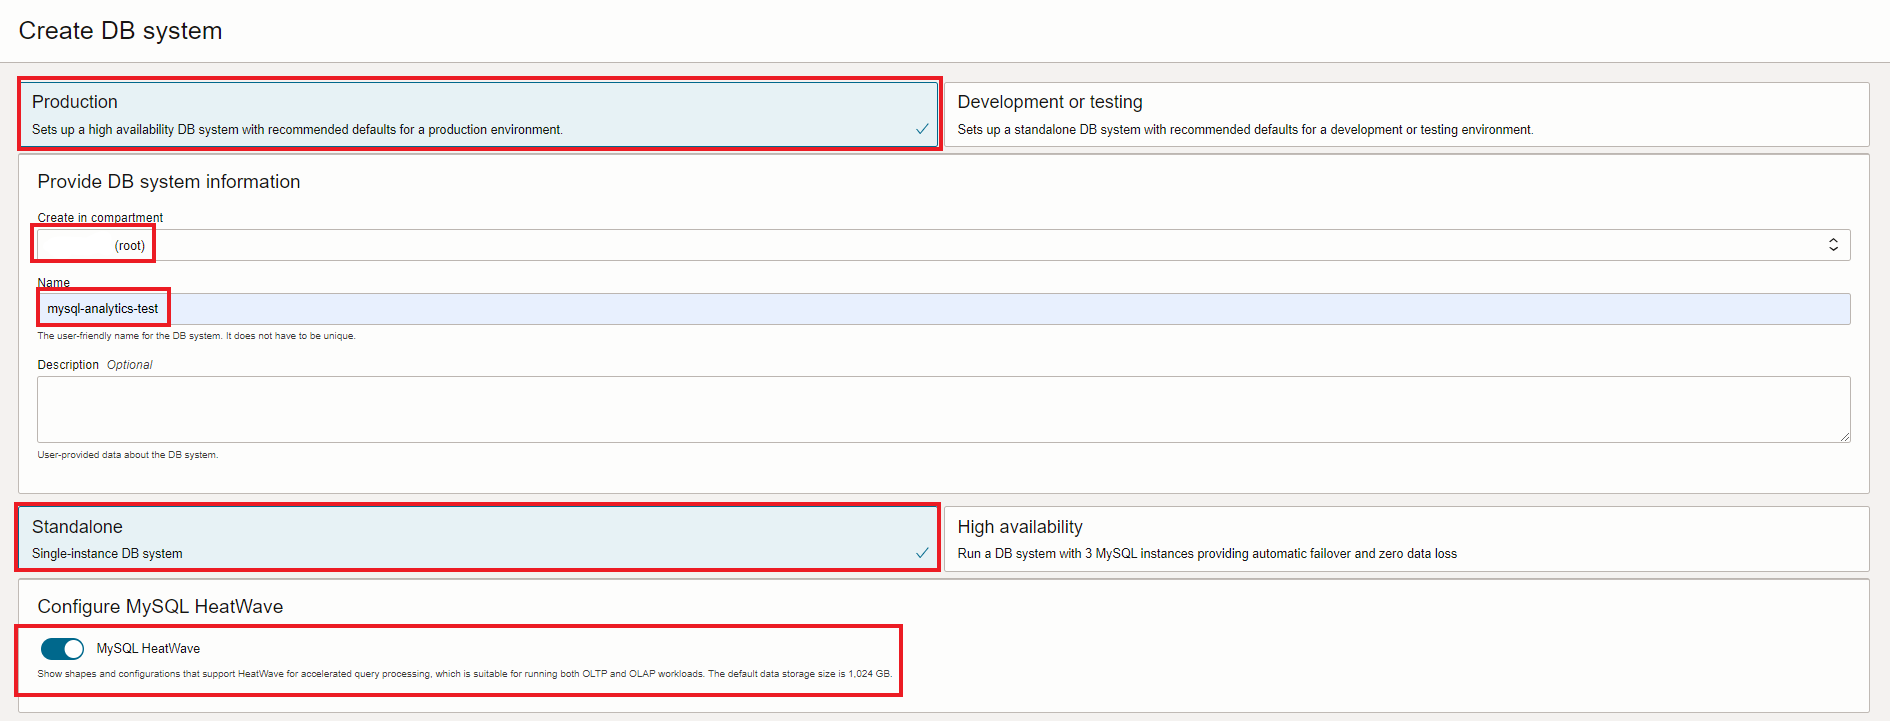 Create DB system
Production
Sets up a high availability DB system with recommended defaults for a production environment.
Development or testing
Sets up a standalone DB system with recommended defaults for a development or testing environment.
Provide DB system information
Create in compartment
(root)
Name
mysql-analytics-test
The user-friendly name for the DB system. It does not have to be unique.
Description Optional
User-provided data about the DB system.
Standalone
Single-instance DB system
High availability
Run a DB system with 3 MySQL instances providing automatic failover and zero data loss
Configure MySQL HeatWave
MySQL HeatWave
Show shapes and configurations that support HeatWave for accelerated query processing, which is suitable for running both OLTP and OLAP workloads. The default data storage size is 1,024 GB.